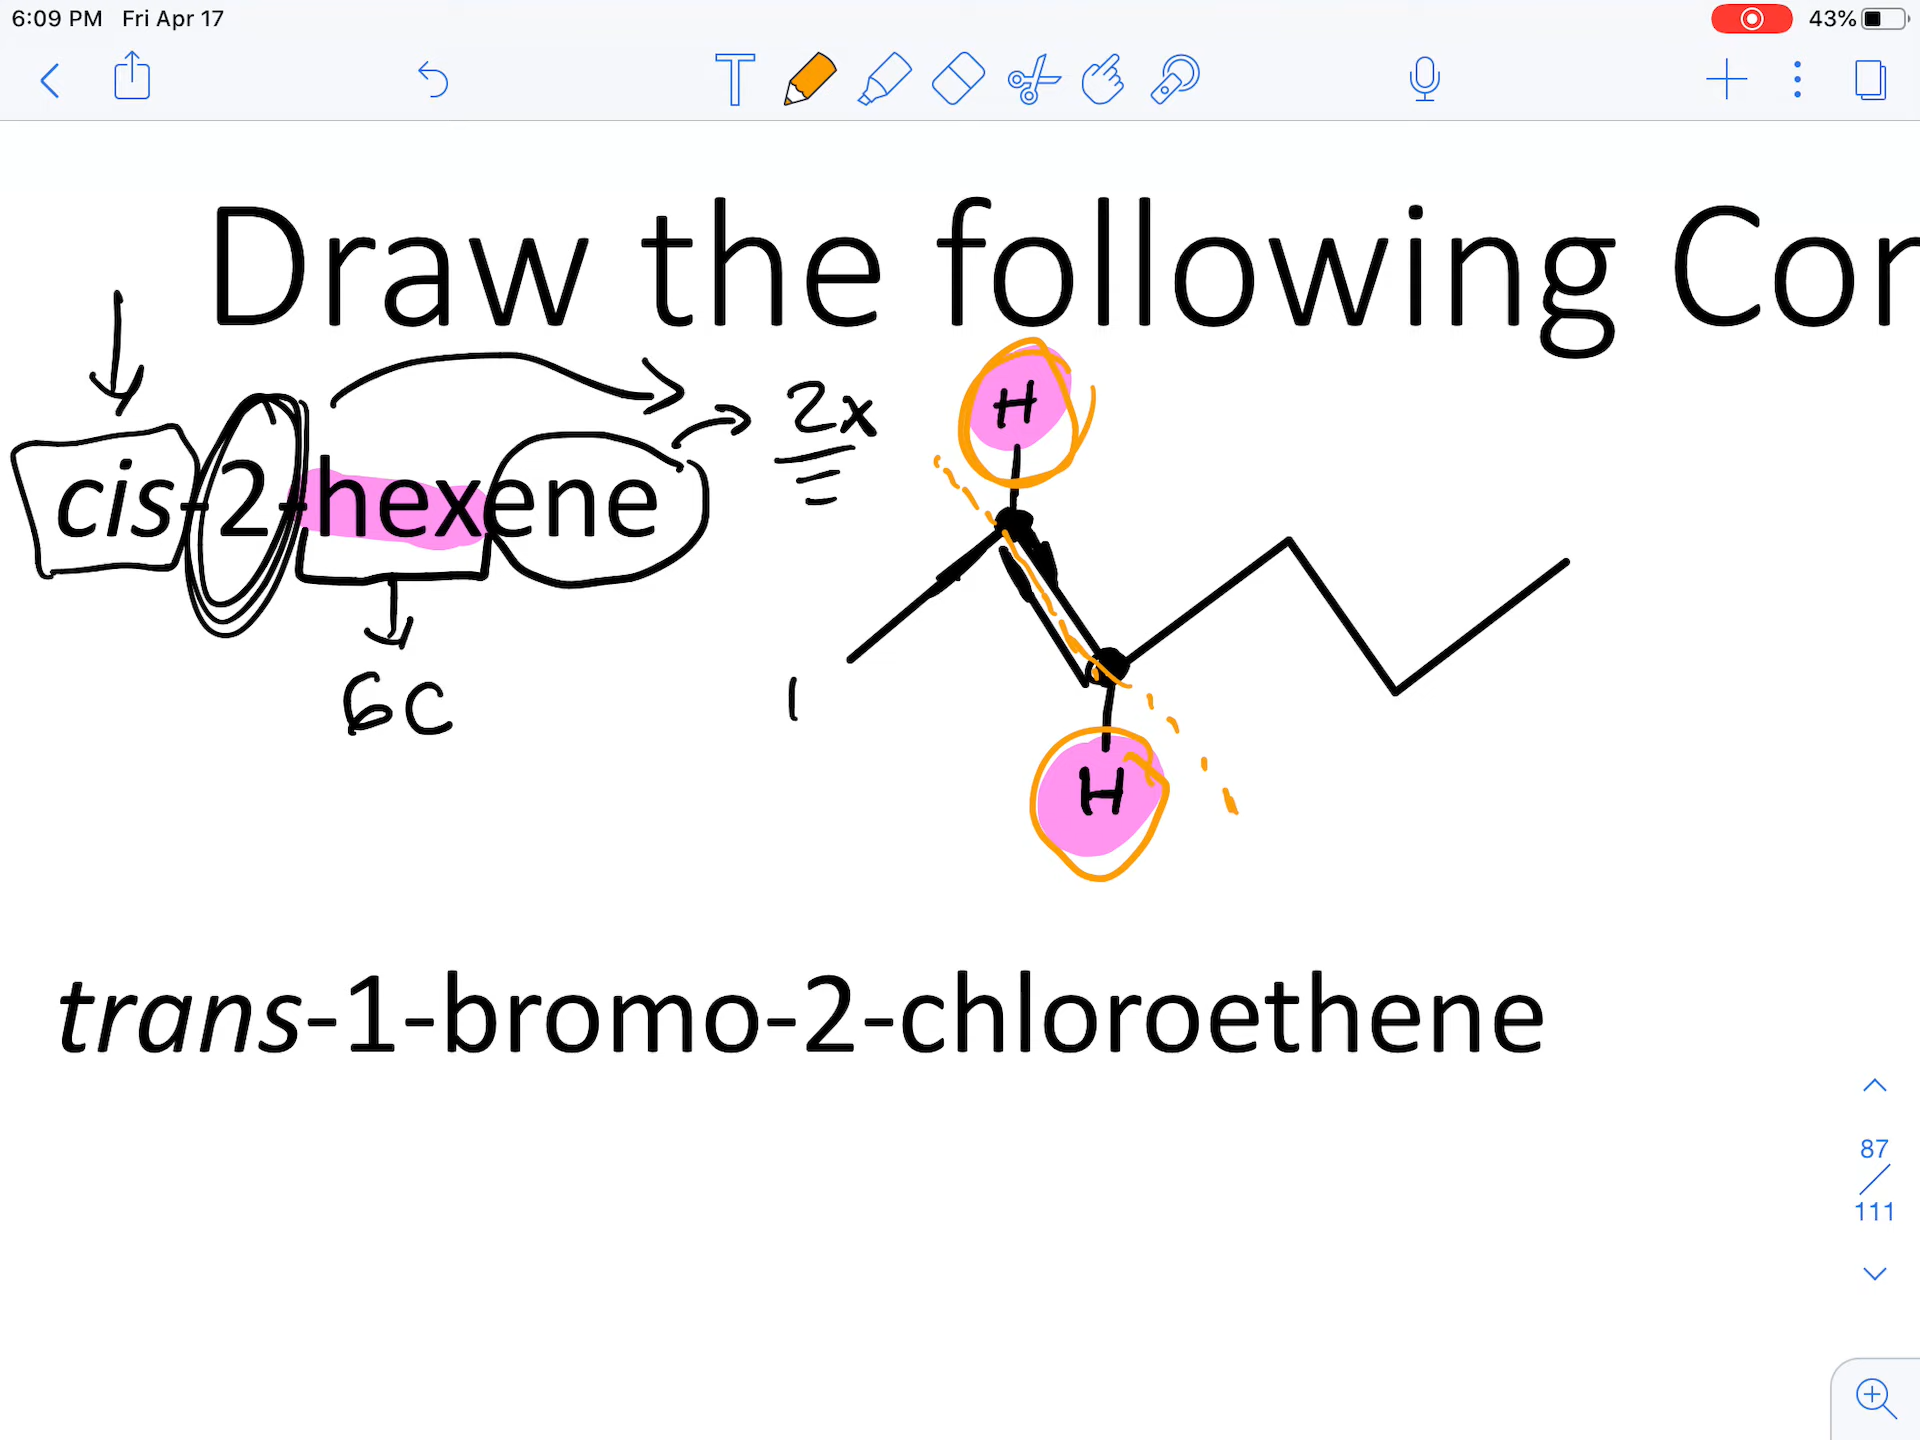 6:09 PM Fri Apr 17
43%
T
Draw the following Cor
2x
H
cis-2-hexene
6C
1
H
trans-1-bromo-2-chloroethene
87
111